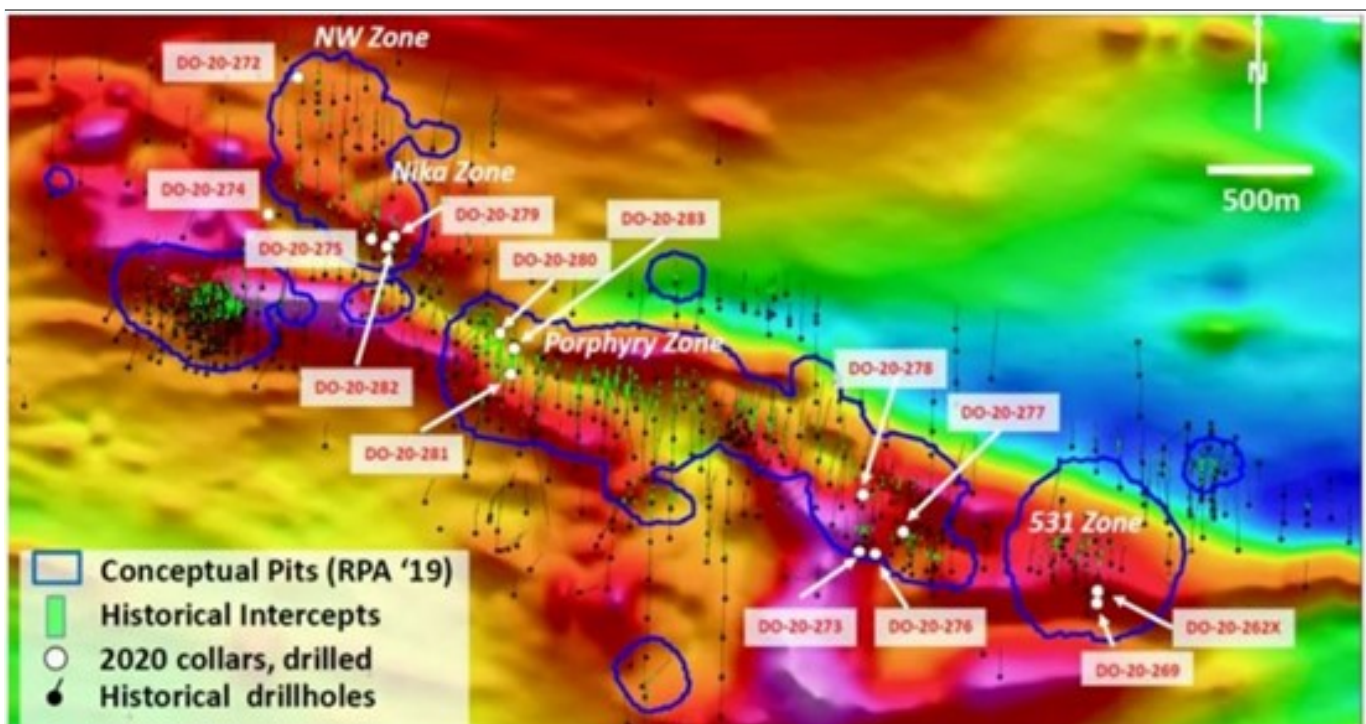 NW Zone
DO-20-272
N
Nika Zone
500m
DO-20-274
DO-20-279
DO-20-283
DO-20-275
DO-20-280
Porphyry Zone
DO-20-278
DO-20-282
DO-20-277
DO-20-281
531 Zone
Conceptual Pits (RPA ‘19)
Historical Intercepts
2020 collars, drilled
Historical drillholes
DO-20-273
DO-20-276
DO-20-262X
DO-20-269